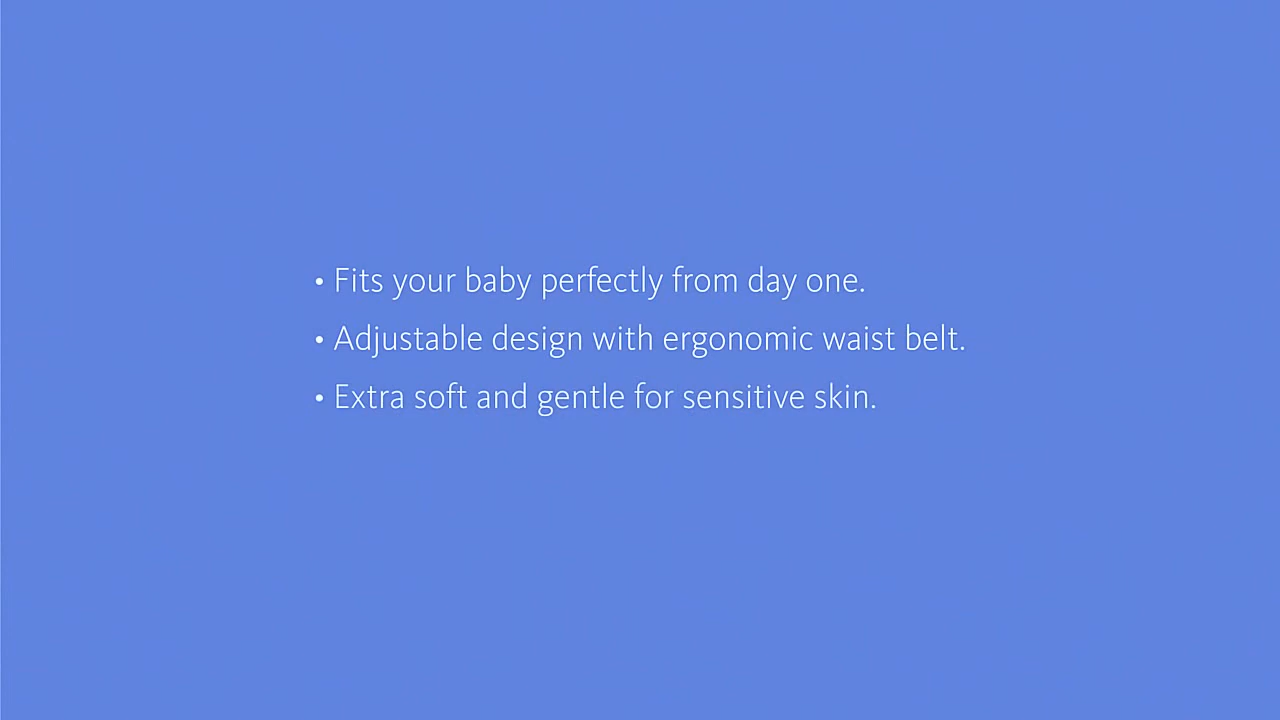 • Fits your baby perfectly from day one.
• Adjustable design with ergonomic waist belt.
• Extra soft and gentle for sensitive skin.